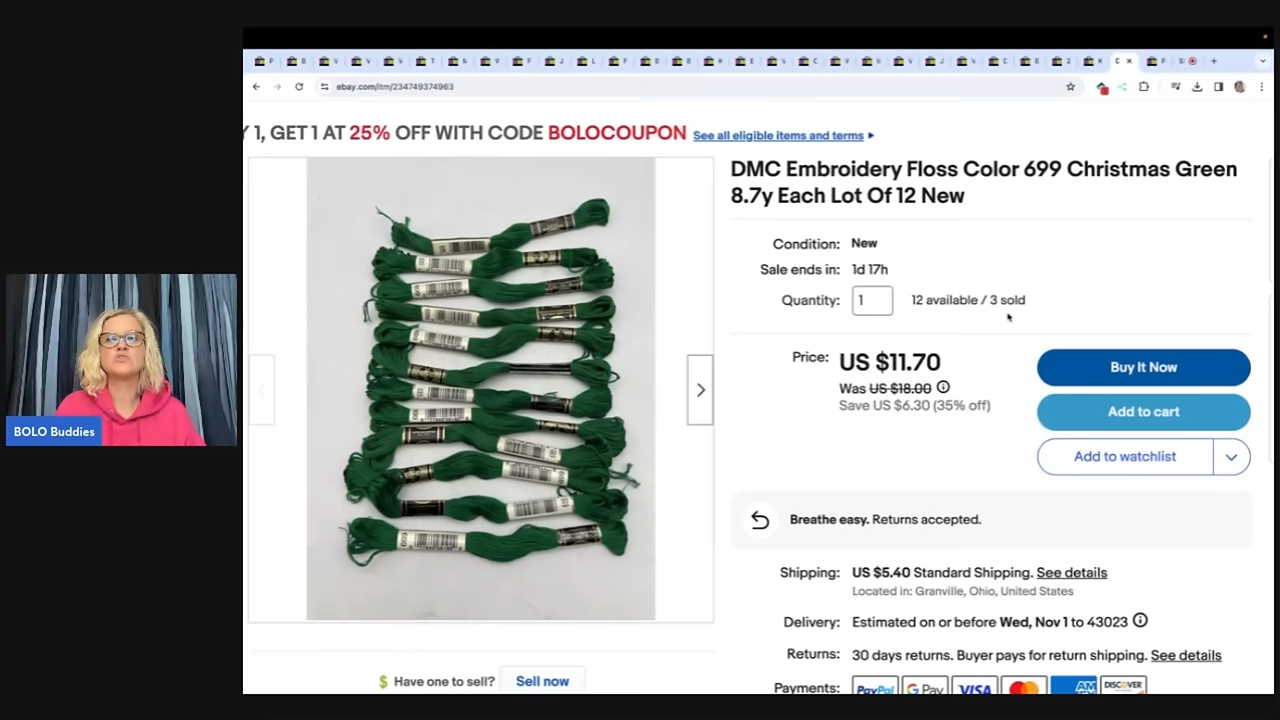 ebay.com/itm/234749374963
1, GET 1 AT 25% OFF WITH CODE BOLOCOUPON See all eligible items and terms
DMC Embroidery Floss Color 699 Christmas Green
8.7y Each Lot Of 12 New
Condition: New
Sale ends in: 1d 17h
Quantity: 1 12 available / 3 sold
Price: US $11.70
Was US $18.00
Save US $6.30 (35% off)
Buy It Now
Add to cart
Add to watchlist
Breathe easy. Returns accepted.
Shipping: US $5.40 Standard Shipping. See details
Located in: Granville, Ohio, United States
Delivery: Estimated on or before Wed, Nov 1 to 43023
Returns: 30 days returns. Buyer pays for return shipping. See details
Payments: PayPal G Pay VISA AM DISCOVER
$ Have one to sell? Sell now
BOLO Buddies